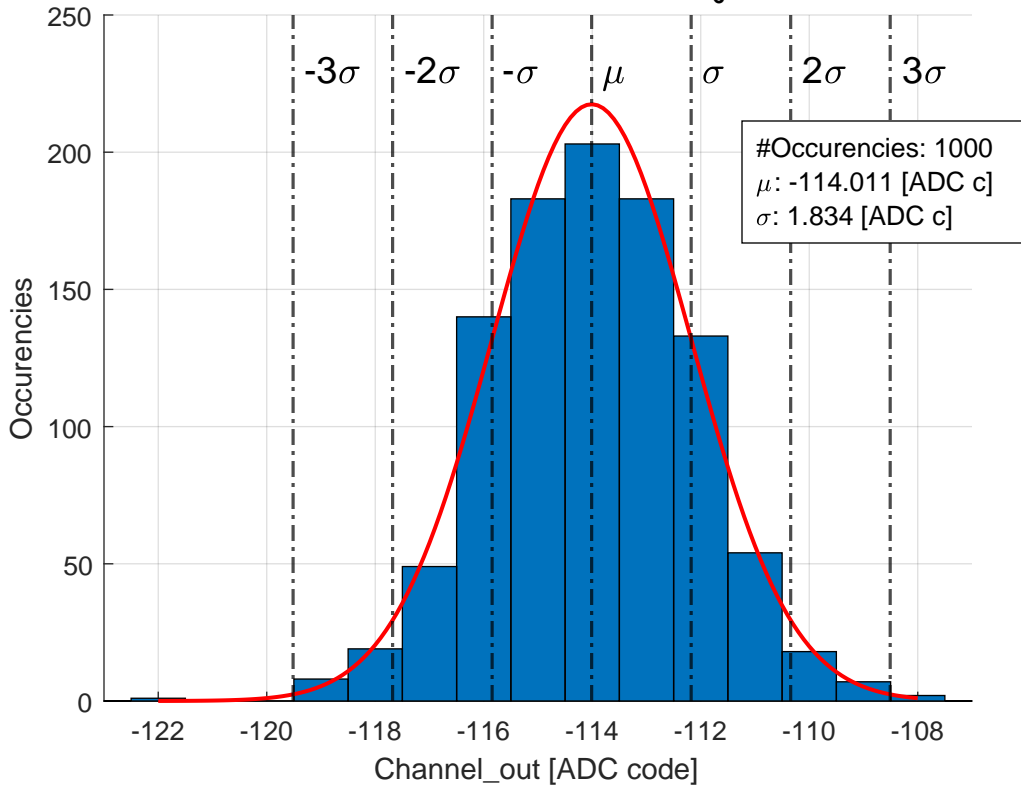 250
200
150
100
50
0
-3σ
-2σ
-σ
μ
σ
2σ
3σ
#Occurencies: 1000
μ: -114.011 [ADC c]
σ: 1.834 [ADC c]
Occurencies
-122
-120
-118
-116
-114
-112
-110
-108
Channel_out [ADC code]